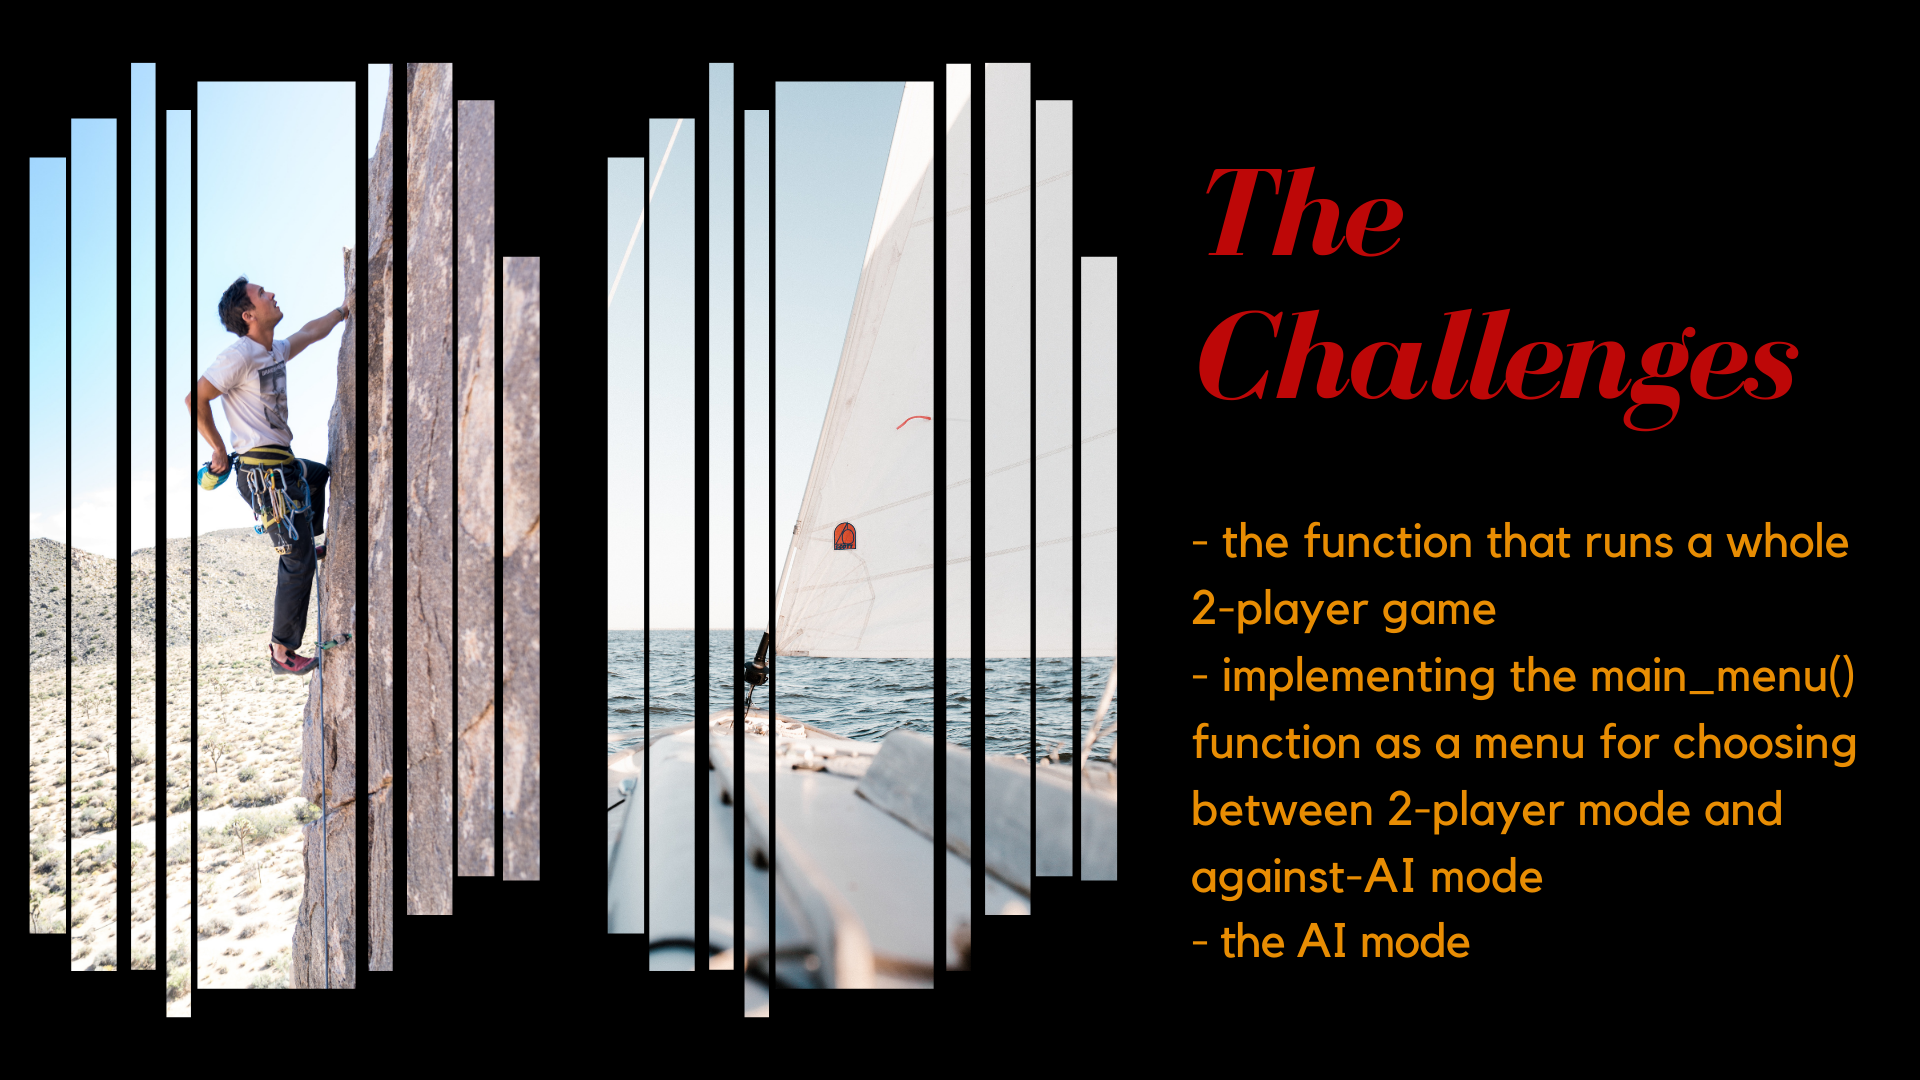 The
Challenges
- the function that runs a whole
2-player game
- implementing the main_menu()
function as a menu for choosing
between 2-player mode and
against-AI mode
- the AI mode